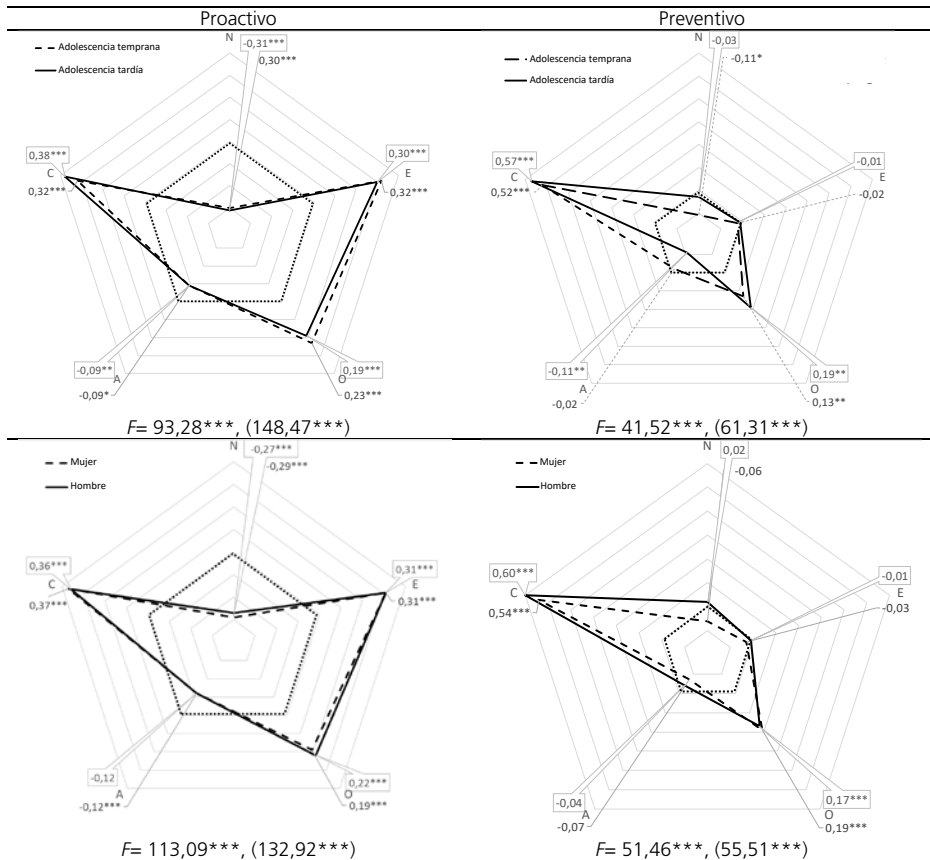 Proactivo
Preventivo
N
-0,31***
0,30***
Adolescencia temprana
Adolescencia tardía
0,38***
C
0,32***
0,30***
E
0,32***
-0,09**
A
-0,09*
0,19***
O
0,23***
F= 93,28***, (148,47***)
N
-0,03
-0,11*
Adolescencia temprana
Adolescencia tardía
0,57***
C
0,52***
-0,01
E
-0,02
-0,11**
A
-0,02
0,19**
O
0,13**
F= 41,52***, (61,31***)
N
-0,27***
-0,29***
Mujer
Hombre
0,36***
C
0,37***
0,31***
E
0,31***
-0,12
A
-0,12***
0,22***
O
0,19***
F= 113,09***, (132,92***)
N
0,02
-0,06
Mujer
Hombre
0,60***
C
0,54***
-0,01
E
-0,03
-0,04
A
-0,07
0,17***
O
0,19***
F= 51,46***, (55,51***)